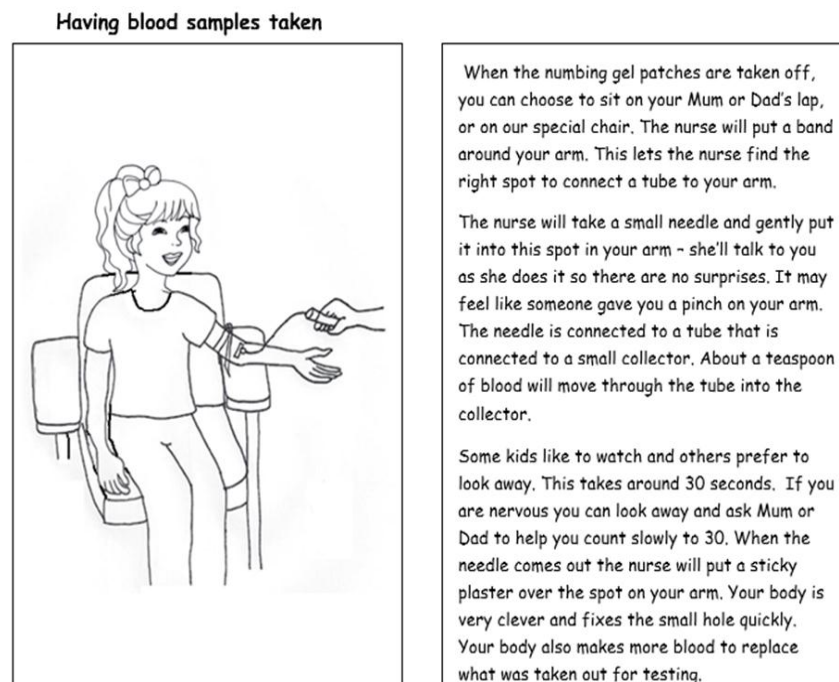 Having blood samples taken
When the numbing gel patches are taken off,
you can choose to sit on your Mum or Dad's lap,
or on our special chair. The nurse will put a band
around your arm. This lets the nurse find the
right spot to connect a tube to your arm.
The nurse will take a small needle and gently put
it into this spot in your arm - she'll talk to you
as she does it so there are no surprises. It may
feel like someone gave you a pinch on your arm.
The needle is connected to a tube that is
connected to a small collector. About a teaspoon
of blood will move through the tube into the
collector.
Some kids like to watch and others prefer to
look away. This takes around 30 seconds. If you
are nervous you can look away and ask Mum or
Dad to help you count slowly to 30. When the
needle comes out the nurse will put a sticky
plaster over the spot on your arm. Your body is
very clever and fixes the small hole quickly.
Your body also makes more blood to replace
what was taken out for testing.